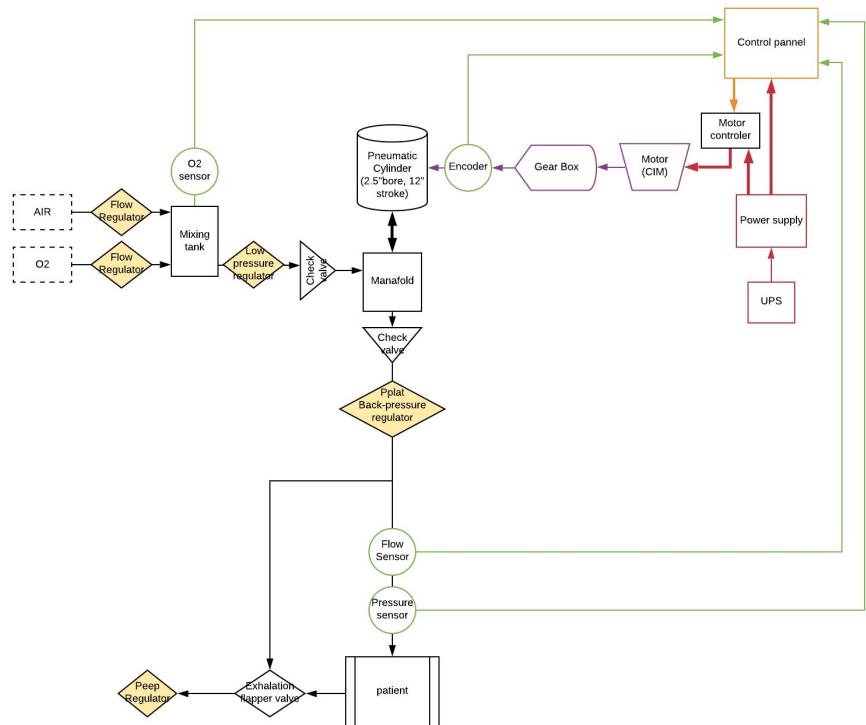 Control pannel
O2
sensor
Motor
controler
Pneumatic
Cylinder
(2.5"bore, 12"
stroke)
Encoder
Gear Box
Motor
(CIM)
AIR
Flow
Regulator
Mixing
tank
Power supply
O2
Flow
Regulator
Low
pressure
regulator
Check
valve
Manafold
UPS
Check
valve
Pplat
Back-pressure
regulator
Flow
Sensor
Pressure
sensor
Peep
Regulator
Exhalation
flapper valve
patient